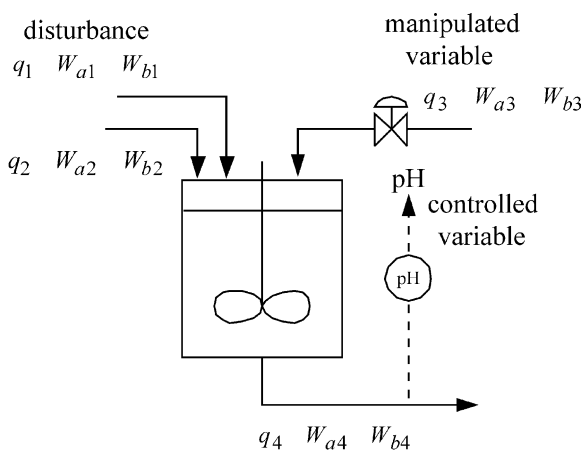 disturbance
q1 Wa1 Wb1
q2 Wa2 Wb2
manipulated
variable
q3 Wa3 Wb3
pH
controlled
variable
pH
q4 Wa4 Wb4